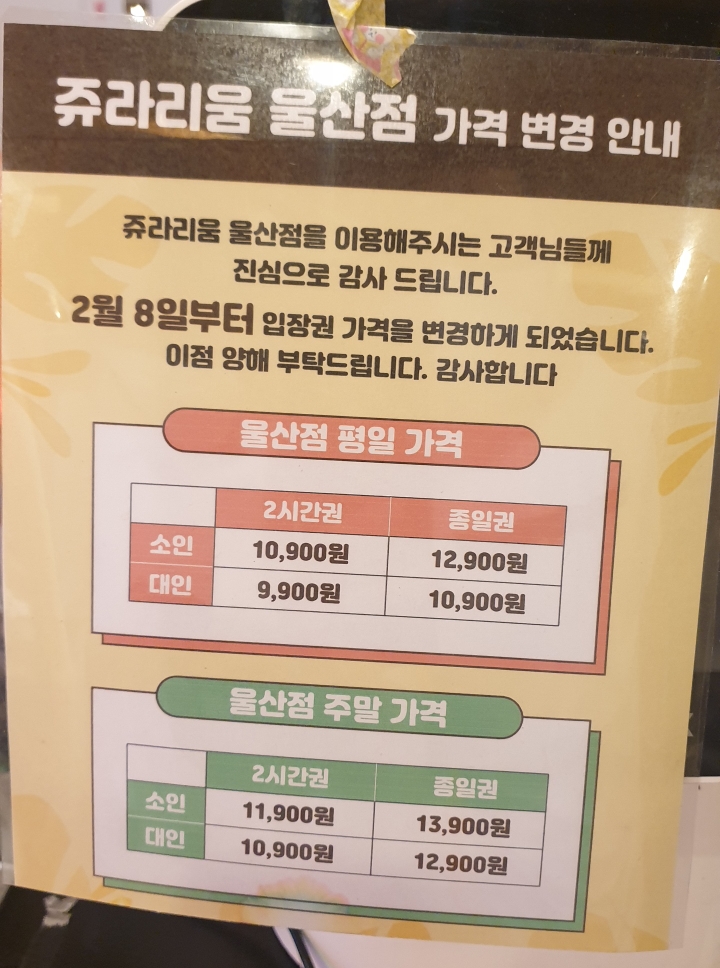 쥬라리움 울산점 가격 변경 안내
쥬라리움 울산점을 이용해주시는 고객님들께
진심으로 감사 드립니다.
2월 8일부터 입장권 가격을 변경하게 되었습니다.
이점 양해 부탁드립니다. 감사합니다
울산점 평일 가격
2시간권 종일권
소인 10,900원 12,900원
대인 9,900원 10,900원
울산점 주말 가격
2시간권 종일권
소인 11,900원 13,900원
대인 10,900원 12,900원